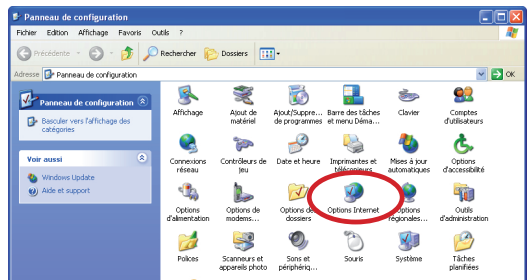 Panneau de configuration
Fichier Edition Affichage Favoris Outils ?
Précédente Rechercher Dossiers
Adresse Panneau de configuration OK
Panneau de configuration
Basculer vers l'affichage des
catégories
Voir aussi
Windows Update
Aide et support
Affichage
Ajout de
matériel
Ajout/Suppre...
de programmes
Barre des tâches
et menu Déma...
Clavier
Comptes
d'utilisateurs
Connexions
réseau
Contrôleurs de
jeu
Date et heure
Imprimantes et
télécopieurs
Mises à jour
automatiques
Options
d'accessibilité
Options
d'alimentation
Options de
modems...
Options des
dossiers
Options Internet
Options
régionales...
Outils
d'administration
Polices
Scanneurs et
appareils photo
Sons et
périphériq...
Souris
Système
Tâches
planifiées